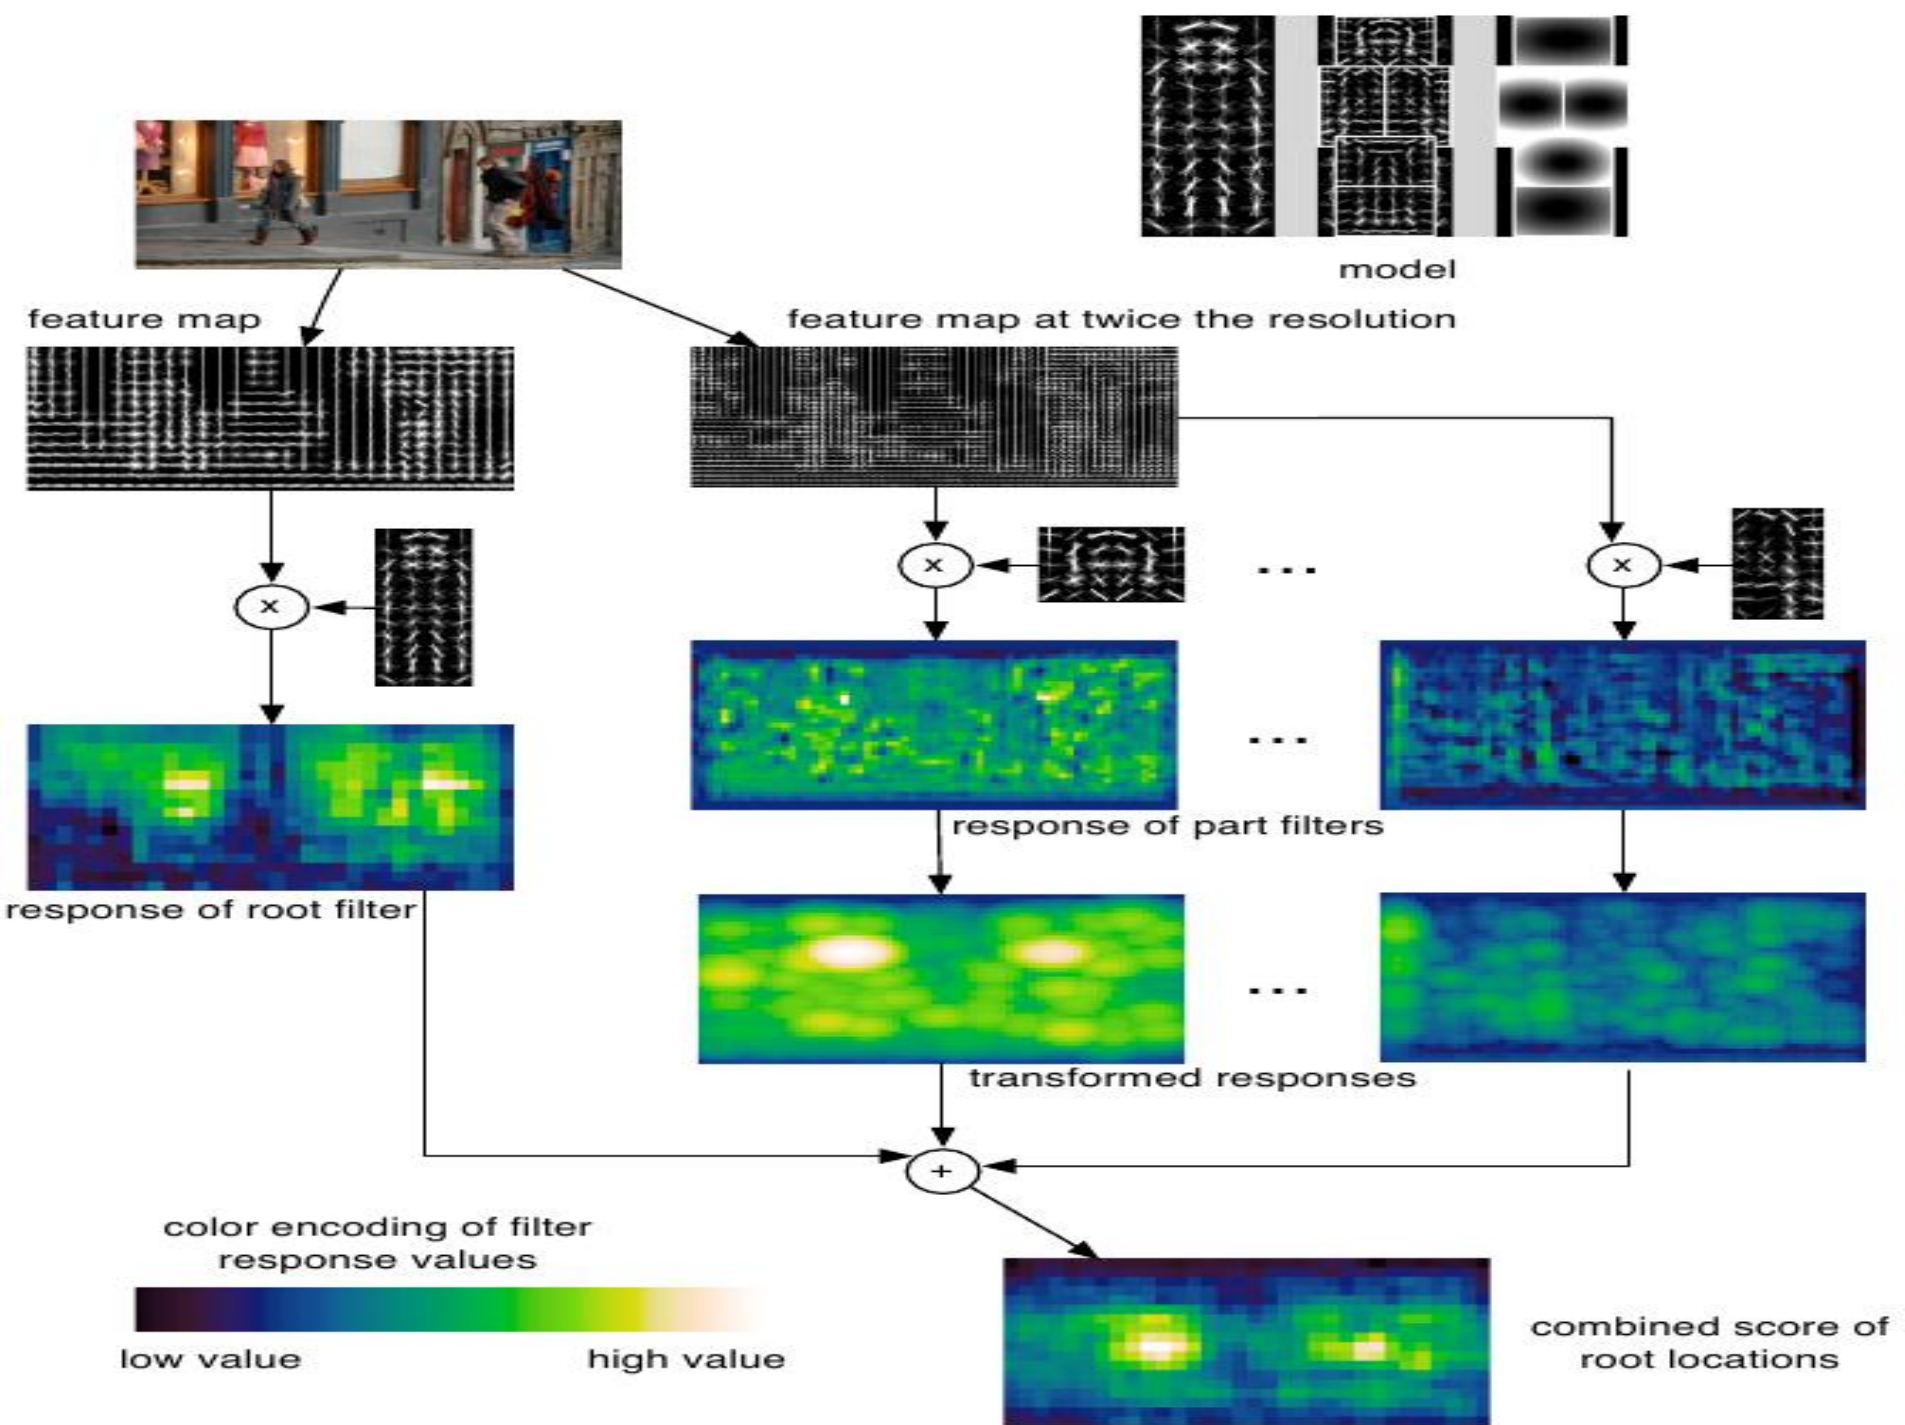 model
feature map
feature map at twice the resolution
x
x
...
x
...
response of part filters
response of root filter
...
transformed responses
+
color encoding of filter
response values
low value
high value
combined score of
root locations